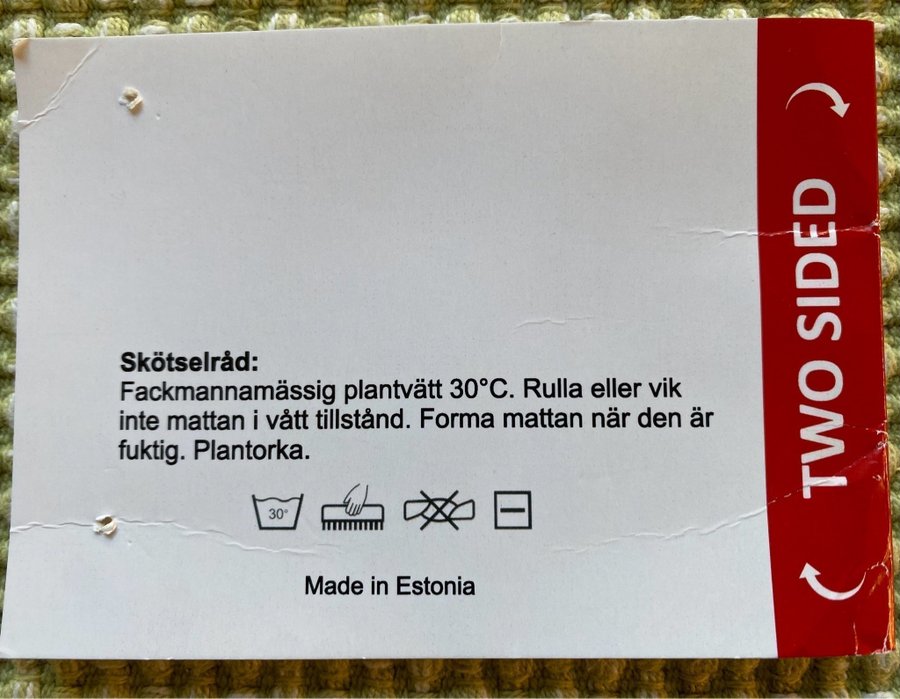 Skötselråd:
Fackmannamässig plantvätt 30°C. Rulla eller vik
inte mattan i vått tillstånd. Forma mattan när den är
fuktig. Plantorka.
30°
Made in Estonia
TWO SIDED